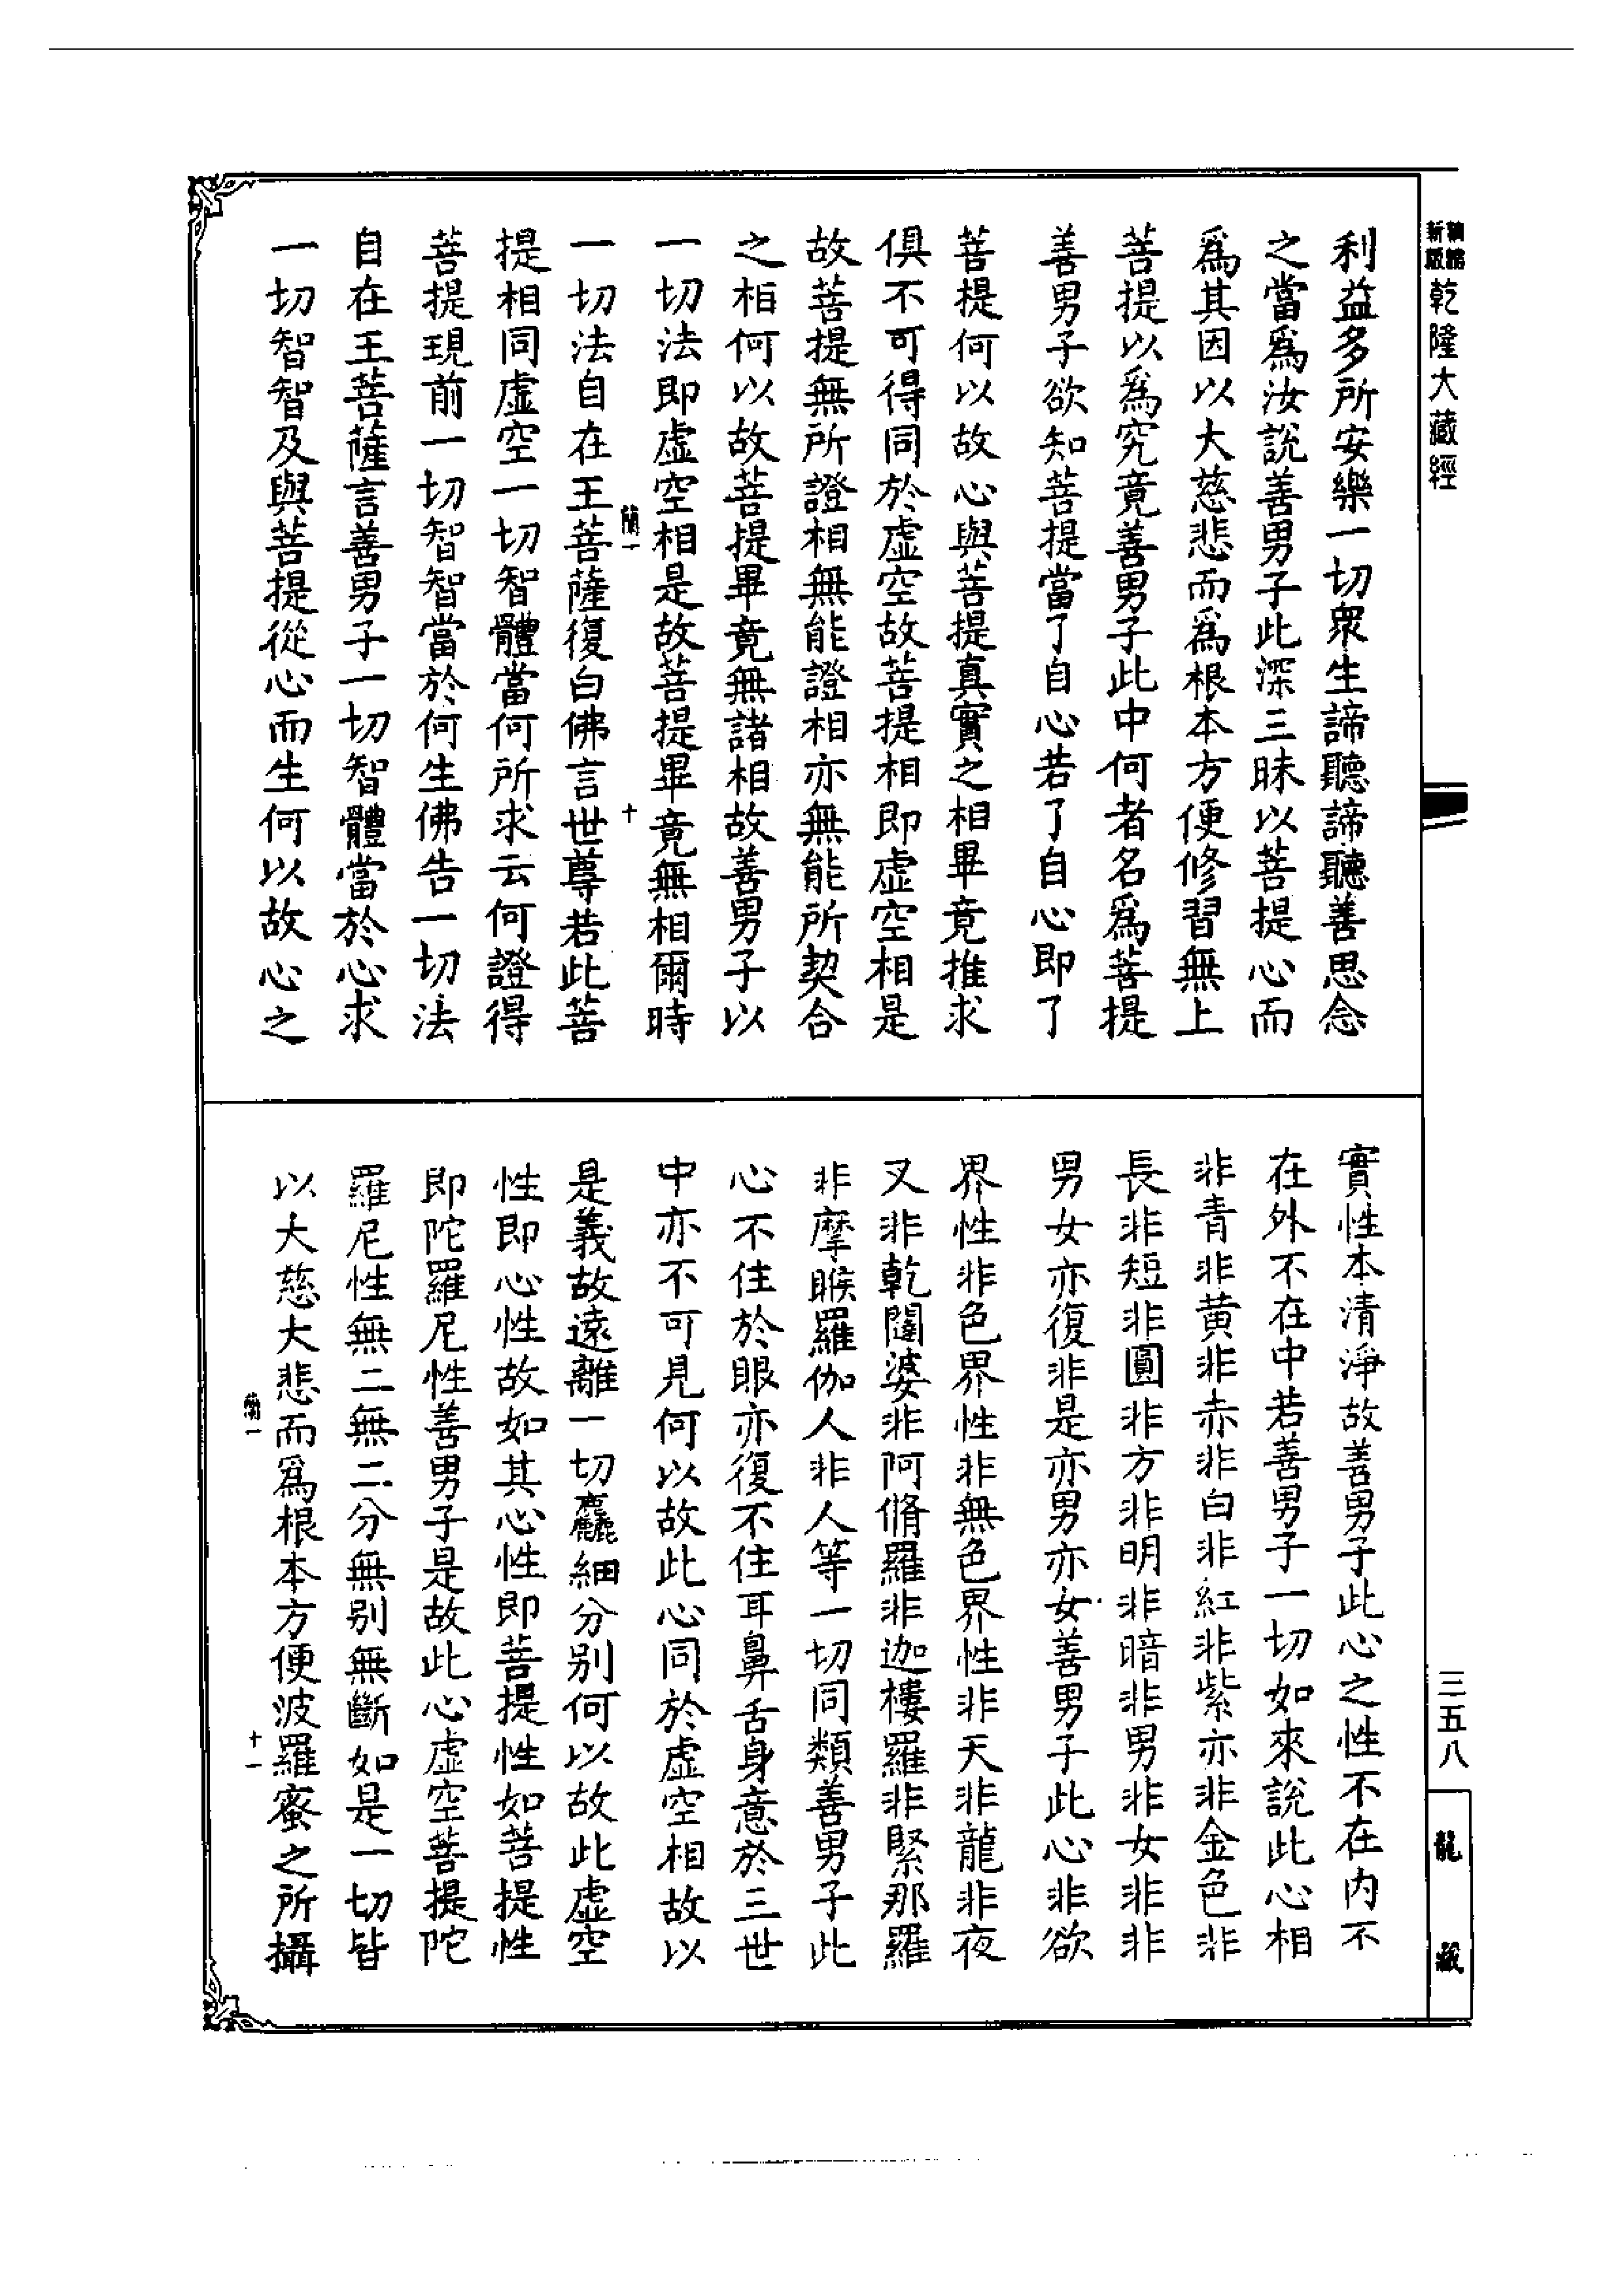 乾隆大藏經
利益多所安樂一切衆生諦聽諦聽善思念
之當爲汝說善男子此深三昧以菩提心而
爲其因以大慈悲而爲根本方便修習無上
菩提以爲究竟善男子此中何者名爲菩提
善男子欲知菩提當了自心若了自心即了
菩提何以故心與菩提真實之相畢竟推求
俱不可得同於虛空故菩提相即虛空相是
故菩提無所證相無能證相亦無能所契合
之相何以故菩提畢竟無諸相故善男子以
一切法即虛空相是故菩提畢竟無相爾時
蘭一
十
一切法自在王菩薩復白佛言世尊若此菩
提相同虛空一切智體當何所求云何證得
菩提現前一切智智當於何生佛告一切法
自在王菩薩言善男子一切智體當於心求
一切智智及與菩提從心而生何以故心之
實性本清淨故善男子此心之性不在內不
在外不在中若善男子一切如來說此心相
非青非黃非赤非白非紅非紫亦非金色非
長非短非圓非方非明非暗非男非女非非
男女亦復非是亦男亦女善男子此心非欲
界性非色界性非無色界性非天非龍非夜
叉非乾闥婆非阿脩羅非迦樓羅非緊那羅
非摩睺羅伽人非人等一切同類善男子此
心不住於眼亦復不住耳鼻舌身意於三世
中亦不可見何以故此心同於虛空相故以
是義故遠離一切麤細分別何以故此虛空
性即心性故如其心性即菩提性如菩提性
即陀羅尼性善男子是故此心虛空菩提陀
羅尼性無二無二分無別無斷如是一切皆
以大慈大悲而爲根本方便波羅蜜之所攝
蘭一
十一
三五八
龍藏